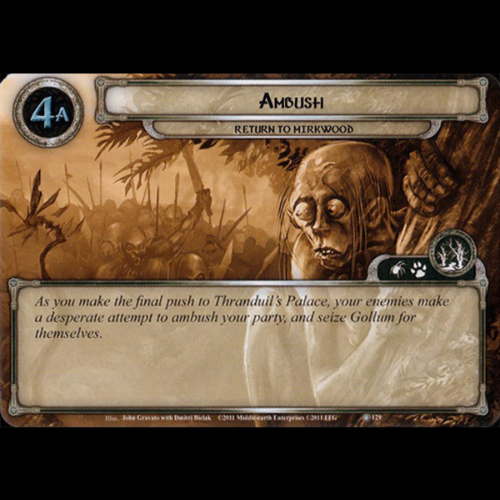 4A
AMBUSH
RETURN TO MIRKWOOD
As you make the final push to Thranduil's Palace, your enemies make
a desperate attempt to ambush your party, and seize Gollum for
themselves.
Illus. John Gravato with Dmitri Bielak ©2011 Middle-earth Enterprises ©2011 FFG 129